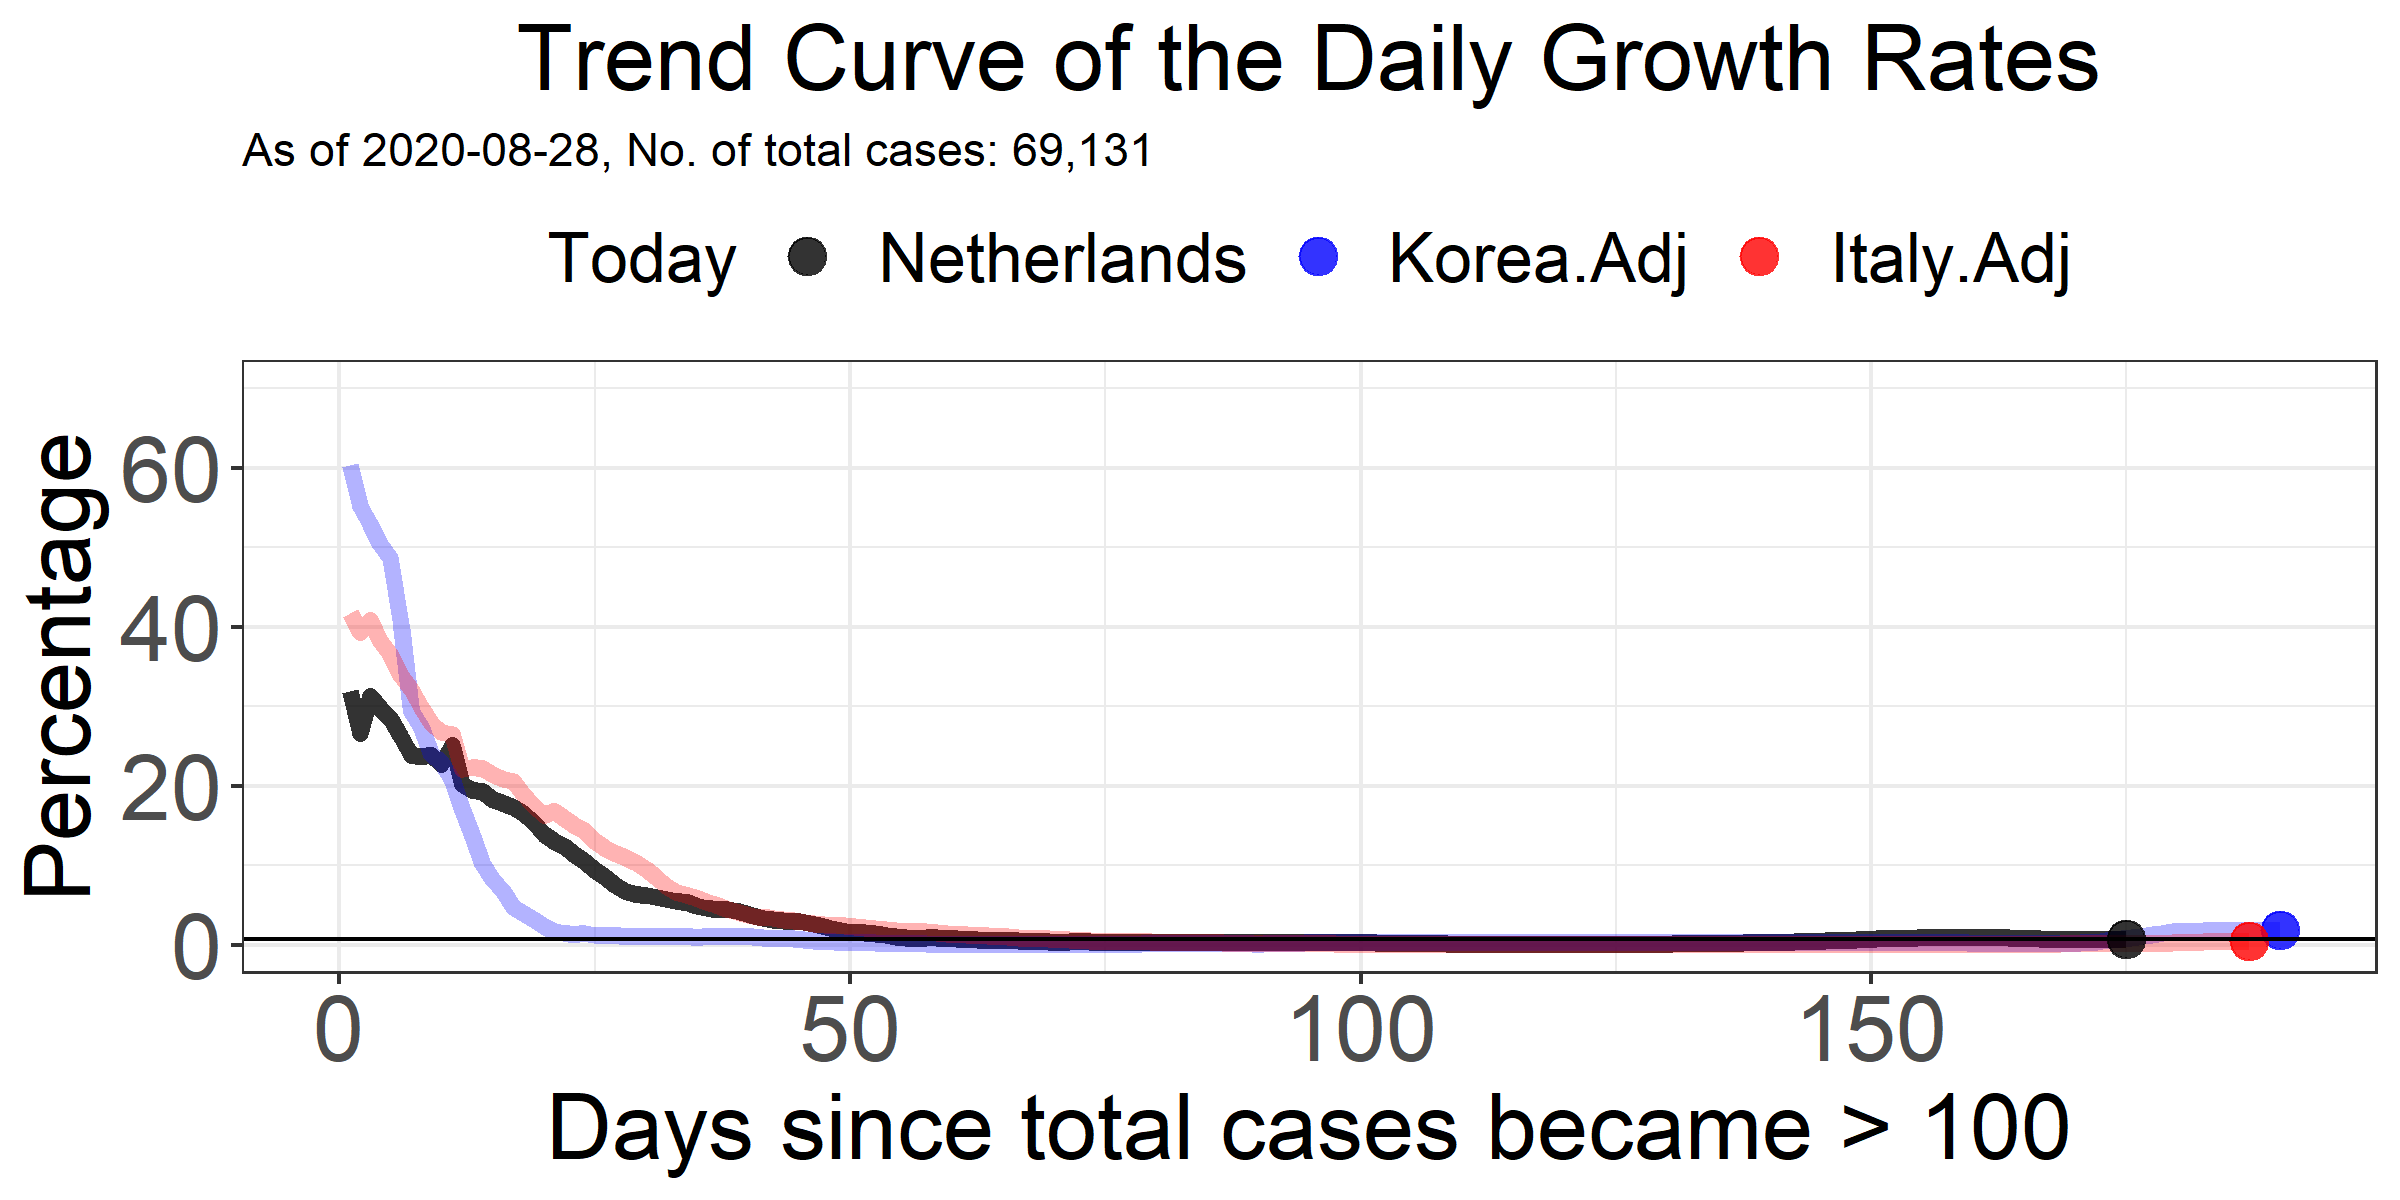 Trend Curve of the Daily Growth Rates
As of 2020-08-28, No. of total cases: 69,131
Today Netherlands Korea.Adj Italy.Adj
Percentage
60
40
20
0
0 50 100 150
Days since total cases became > 100